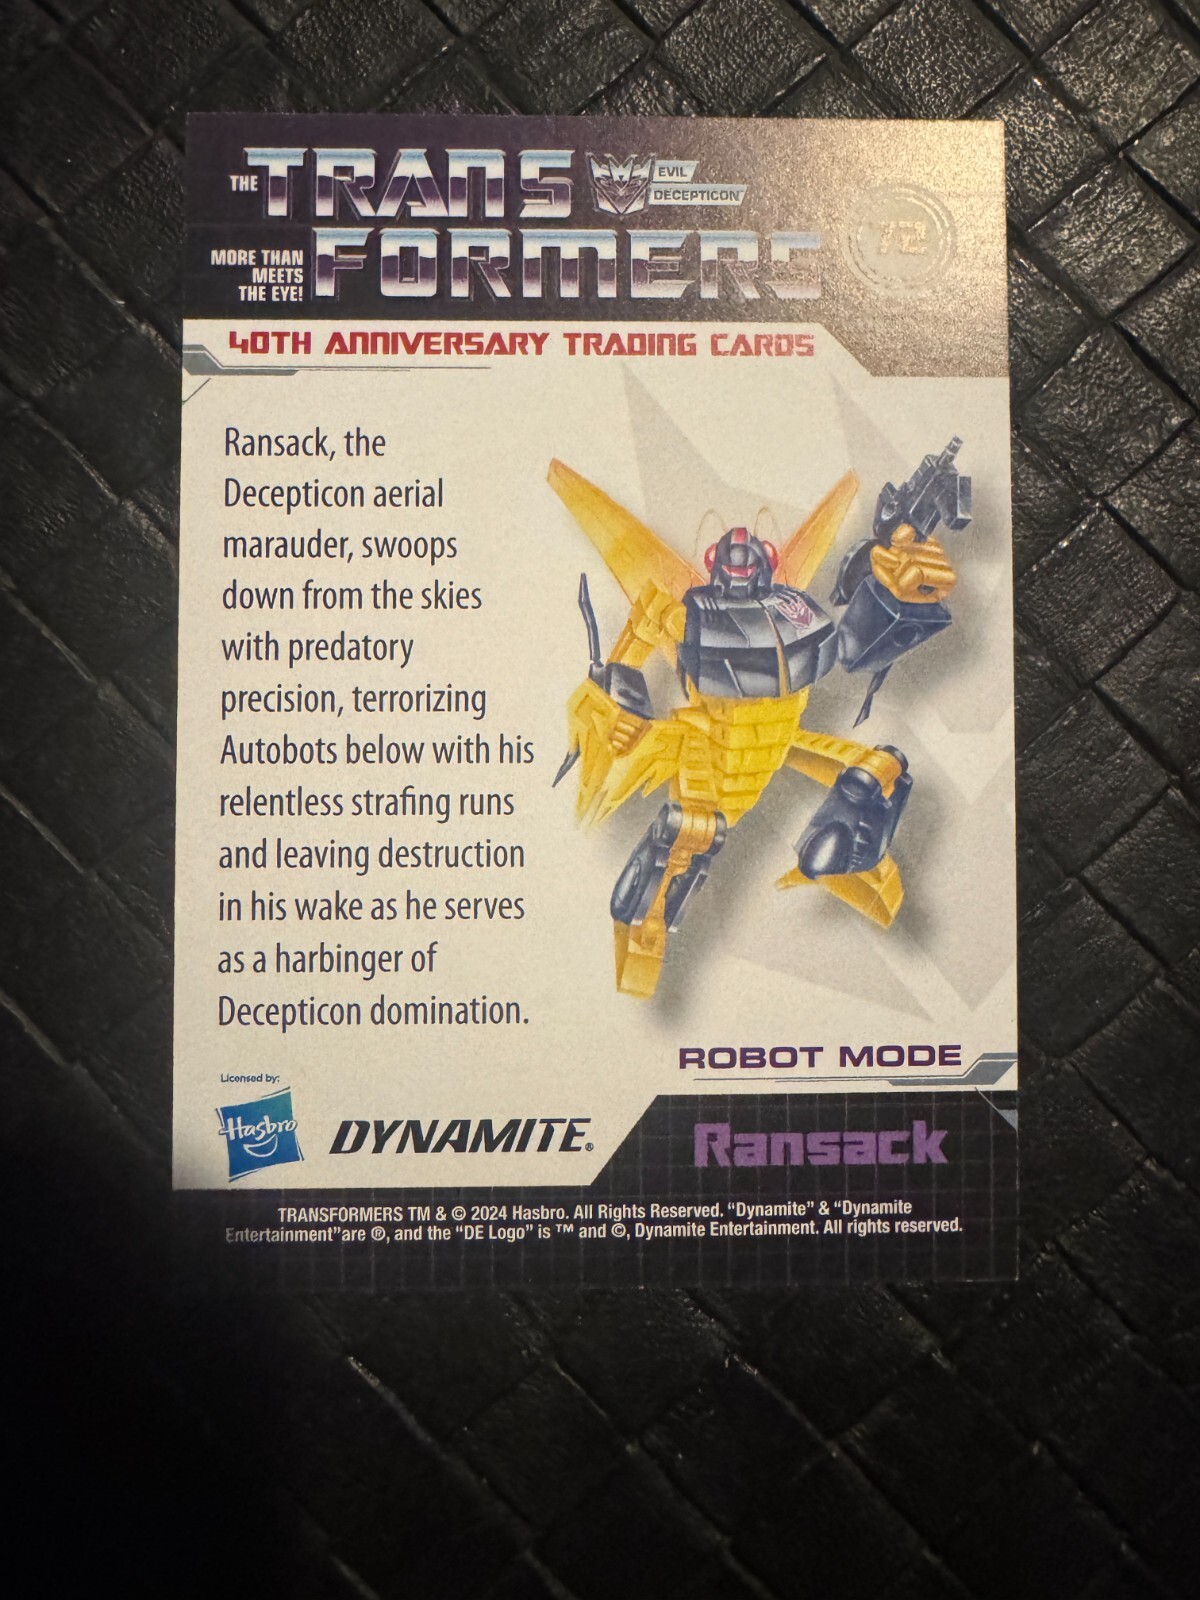 THE TRANS
EVIL
DECEPTICON
MORE THAN
MEETS
THE EYE!
FORMERS
72
40TH ANNIVERSARY TRADING CARDS
Ransack, the
Decepticon aerial
marauder, swoops
down from the skies
with predatory
precision, terrorizing
Autobots below with his
relentless strafing runs
and leaving destruction
in his wake as he serves
as a harbinger of
Decepticon domination.
ROBOT MODE
Licensed by:
Hasbro
DYNAMITE®
Ransack
TRANSFORMERS TM & © 2024 Hasbro. All Rights Reserved. “Dynamite” & “Dynamite
Entertainment”are ®, and the “DE Logo” is ™ and ©, Dynamite Entertainment. All rights reserved.